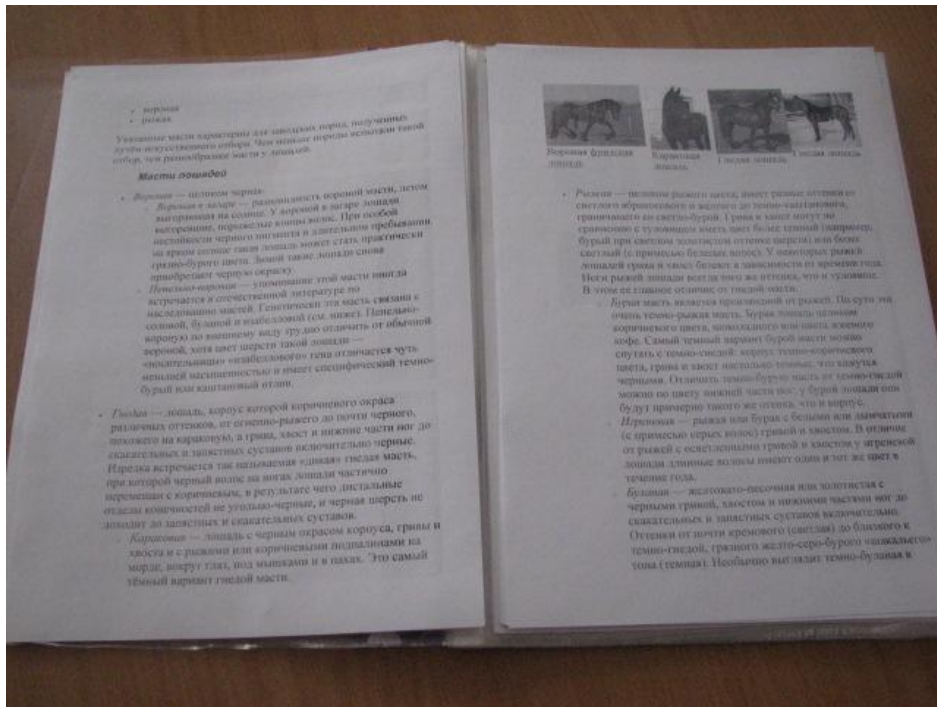 • вороная
• рыжая
Указанные масти характерны для заводских пород, полученных
путём искусственного отбора. Чем меньше породы испытали такой
отбор, тем разнообразнее масти у лошадей.
Масти лошадей
• Вороная — целиком черная:
◦ Вороная в загаре — разновидность вороной масти, летом
выгоревшая на солнце. У вороной в загаре лошади
выгоревшие, порыжелые концы волос. При особой
нестойкости черного пигмента и длительном пребывании
на ярком солнце такая лошадь может стать практически
грязно-бурого цвета. Зимой такие лошади снова
приобретают черную окраску.
◦ Пепельно-вороная — упоминание этой масти иногда
встречается в отечественной литературе по
наследованию мастей. Генетически эта масть связана с
соловой, буланой и изабелловой (см. ниже). Пепельно-
вороную по внешнему виду трудно отличить от обычной
вороной, хотя цвет шерсти такой лошади —
«носительницы» «изабеллового» гена отличается чуть
меньшей насыщенностью и имеет специфический темно-
бурый или каштановый отлив.
• Гнедая — лошадь, корпус которой коричневого окраса
различных оттенков, от огненно-рыжего до почти черного,
похожего на караковую, а грива, хвост и нижние части ног до
скакательных и запястных суставов включительно черные.
Изредка встречается так называемая «дикая» гнедая масть,
при которой черный волос на ногах лошади частично
перемешан с коричневым, в результате чего дистальные
отделы конечностей не угольно-черные, и черная шерсть не
доходит до запястных и скакательных суставов.
Караковая — лошадь с черным окрасом корпуса, гривы и
хвоста и с рыжими или коричневыми подпалинами на
морде, вокруг глаз, под мышками и в пахах. Это самый
тёмный вариант гнедой масти.
Вороная фризская лошадь
Караковая лошадь
Гнедая лошадь
Гнедая лошадь
• Рыжая — целиком рыжего цвета, имеет разные оттенки от
светлого абрикосового и желтого до темно-каштанового,
граничащего со светло-бурой. Грива и хвост могут по
сравнению с туловищем иметь цвет более темный (например,
бурый при светлом золотистом оттенке шерсти) или более
светлый (с примесью белесых волос). У некоторых рыжей
лошадей грива и хвост белеют в зависимости от времени года.
Ноги рыжей лошади всегда того же оттенка, что и туловище.
В этом ее главное отличие от гнедой масти.
◦ Бурая масть является производной от рыжей. По сути это
очень темно-рыжая масть. Бурая лошадь целиком
коричневого цвета, шоколадного или цвета жженого
кофе. Самый темный вариант бурой масти можно
спутать с темно-гнедой: корпус темно-коричневого
цвета, грива и хвост настолько темные, что кажутся
черными. Отличить темно-бурую масть от темно-гнедой
можно по цвету нижней части ног: у бурой лошади они
будут примерно такого же оттенка, что и корпус.
◦ Игреневая — рыжая или бурая с белыми или дымчатыми
(с примесью серых волос) гривой и хвостом. В отличие
от рыжей с осветленными гривой и хвостом у игреневой
лошади длинные волосы имеют один и тот же цвет в
течение года.
◦ Буланая — желтовато-песочная или золотистая с
черными гривой, хвостом и нижними частями ног до
скакательных и запястных суставов включительно.
Оттенки от почти кремового (светлая) до близкого к
темно-гнедой, грязного желто-серо-бурого «шакальего»
тона (темная). Необычно выглядит темно-буланая в